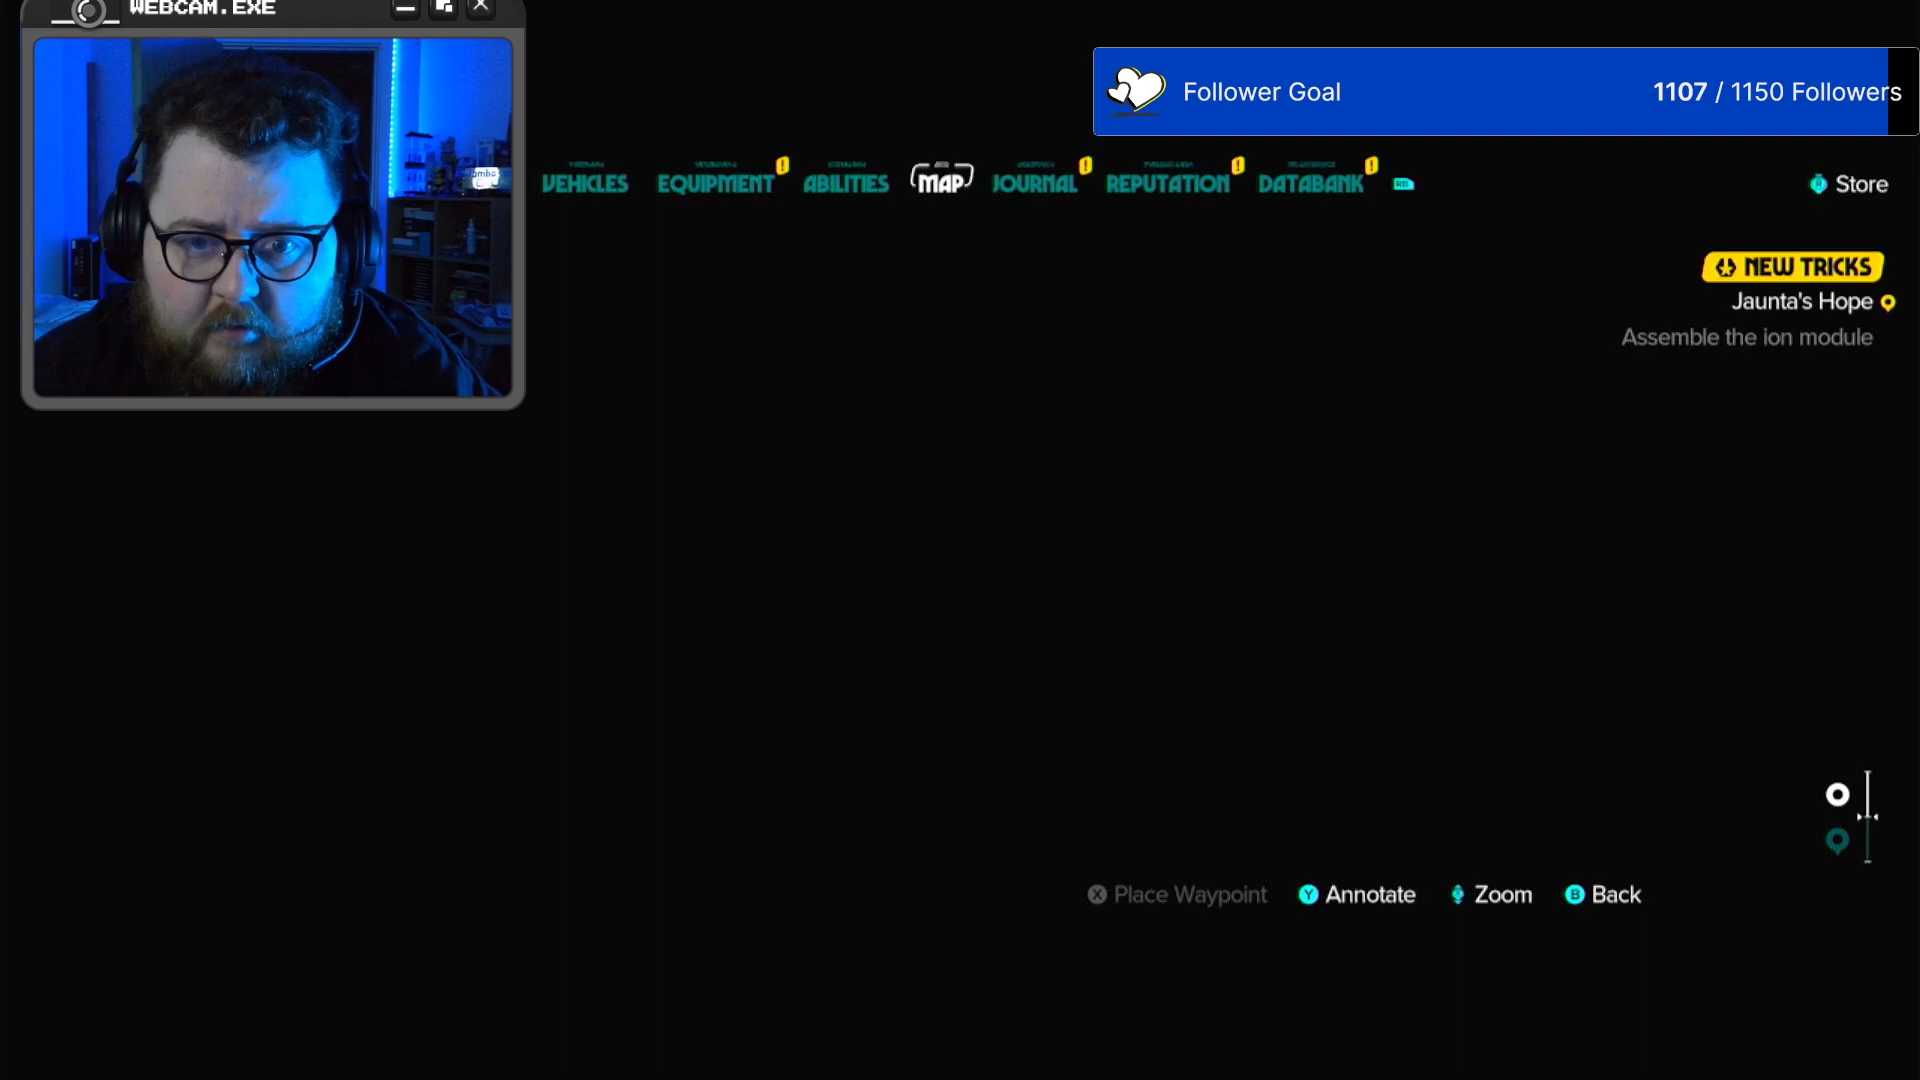 WEBCAM.EXE
Follower Goal
1107 / 1150 Followers
VEHICLES
EQUIPMENT
ABILITIES
MAP
JOURNAL
REPUTATION
DATABANK
RB
Store
NEW TRICKS
Jaunta's Hope
Assemble the ion module
X Place Waypoint
Y Annotate
Zoom
B Back